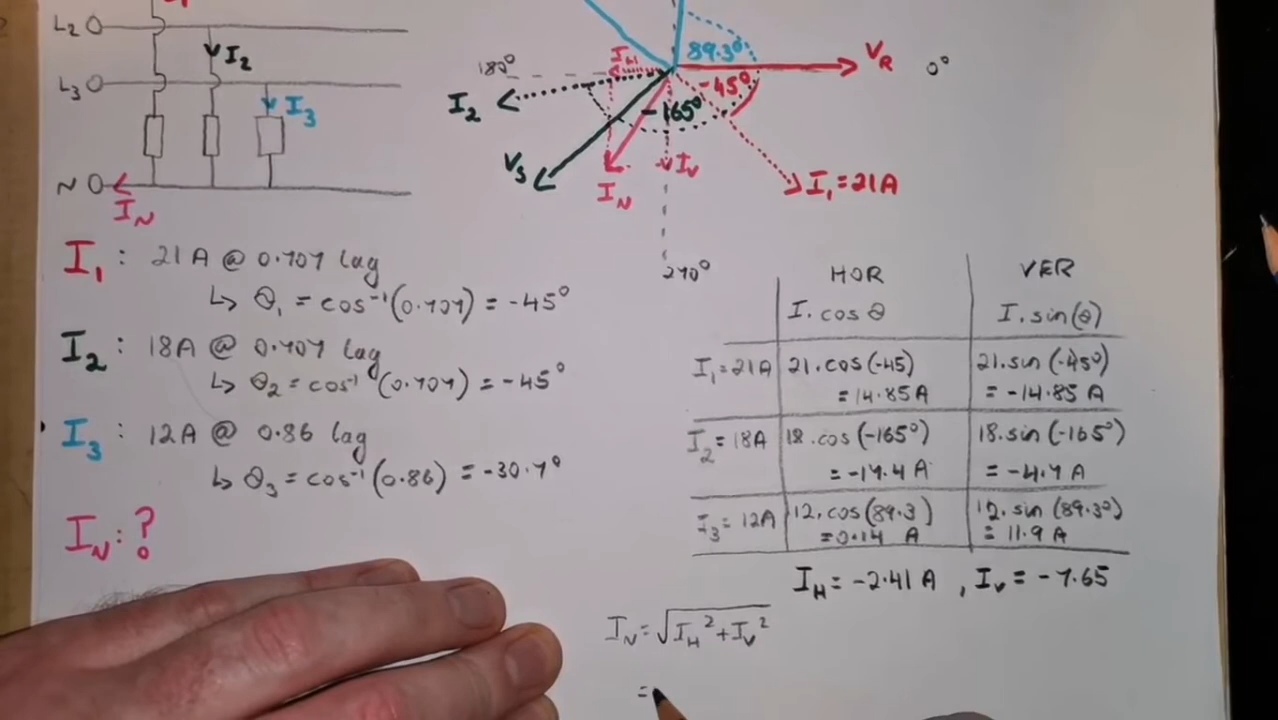 L2
I2
L3
I3
N
IN
180°
I2
VS
IH
IN
IV
-165°
-45°
89.3°
VR
0°
I1 = 21A
270°
I1 : 21A @ 0.707 lag
↳ θ1 = cos⁻¹(0.707) = -45°
I2 : 18A @ 0.707 lag
↳ θ2 = cos⁻¹(0.707) = -45°
I3 : 12A @ 0.86 lag
↳ θ3 = cos⁻¹(0.86) = -30.7°
IN : ?
HOR VER
I.cosθ I.sin(θ)
I1 = 21A 21.cos(-45) 21.sin(-45°)
= 14.85A = -14.85 A
I2 = 18A 18.cos(-165°) 18.sin(-165°)
= -17.4 A = -4.7 A
I3 = 12A 12.cos(89.3) 12.sin(89.3°)
= 0.14 A = 11.9 A
IH = -2.41 A , IV = -7.65
IN = √IH² + IV²
=